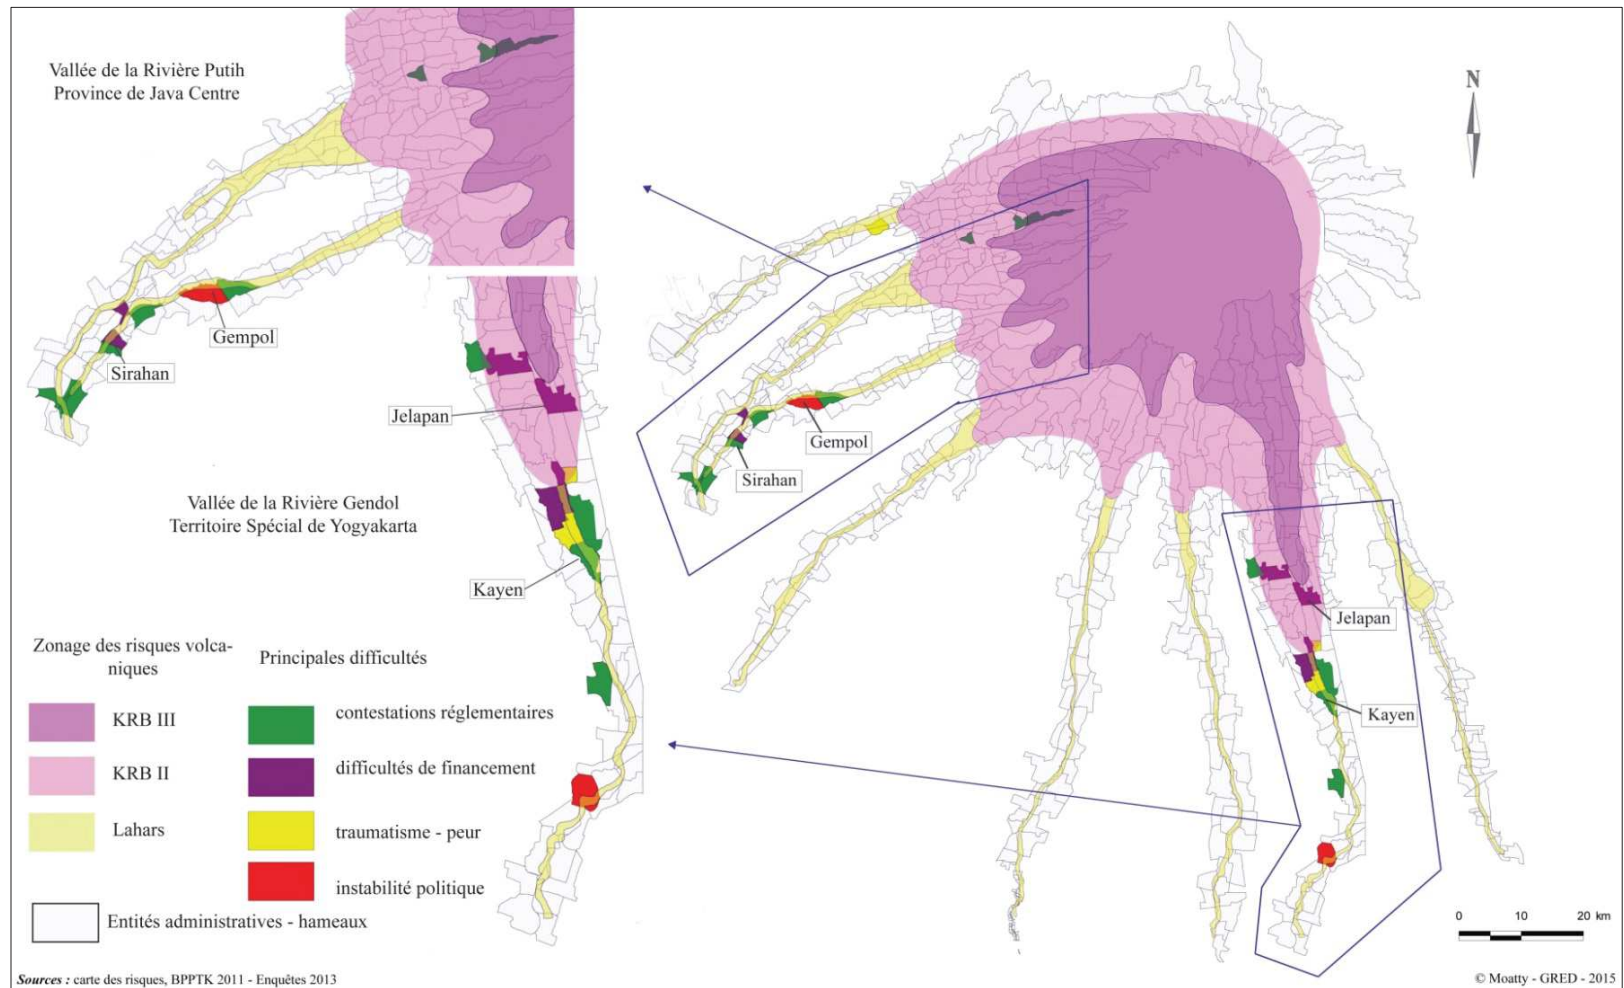 Vallée de la Rivière Putih
Province de Java Centre
N
Gempol
Sirahan
Jelapan
Vallée de la Rivière Gendol
Territoire Spécial de Yogyakarta
Kayen
Gempol
Sirahan
Jelapan
Kayen
Zonage des risques volca-
niques
KRB III
KRB II
Lahars
Principales difficultés
contestations réglementaires
difficultés de financement
traumatisme - peur
instabilité politique
Entités administratives - hameaux
0 10 20 km
Sources : carte des risques, BPPTK 2011 - Enquêtes 2013
© Moatty - GRED - 2015